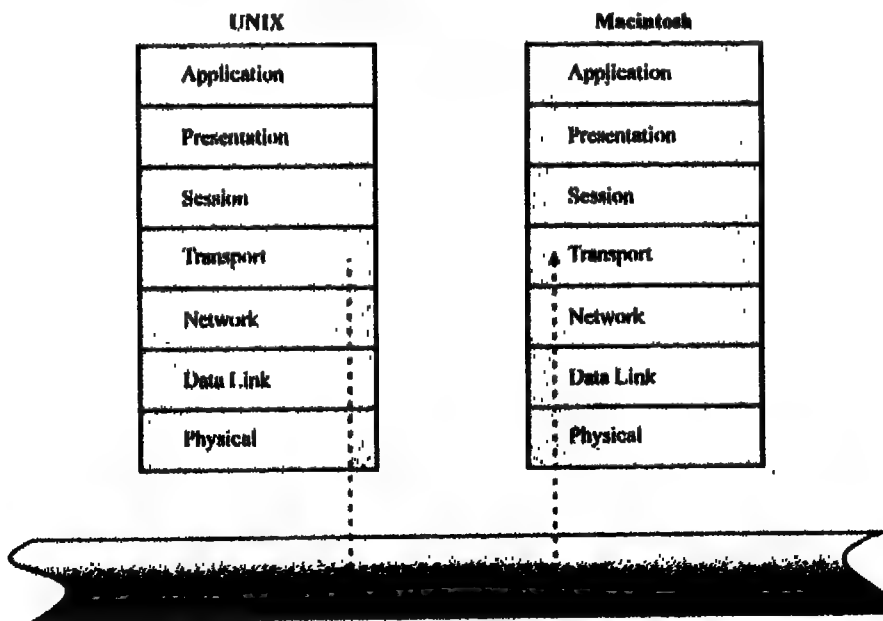 UNIX
Application
Presentation
Session
Transport
Network
Data Link
Physical
Macintosh
Application
Presentation
Session
Transport
Network
Data Link
Physical